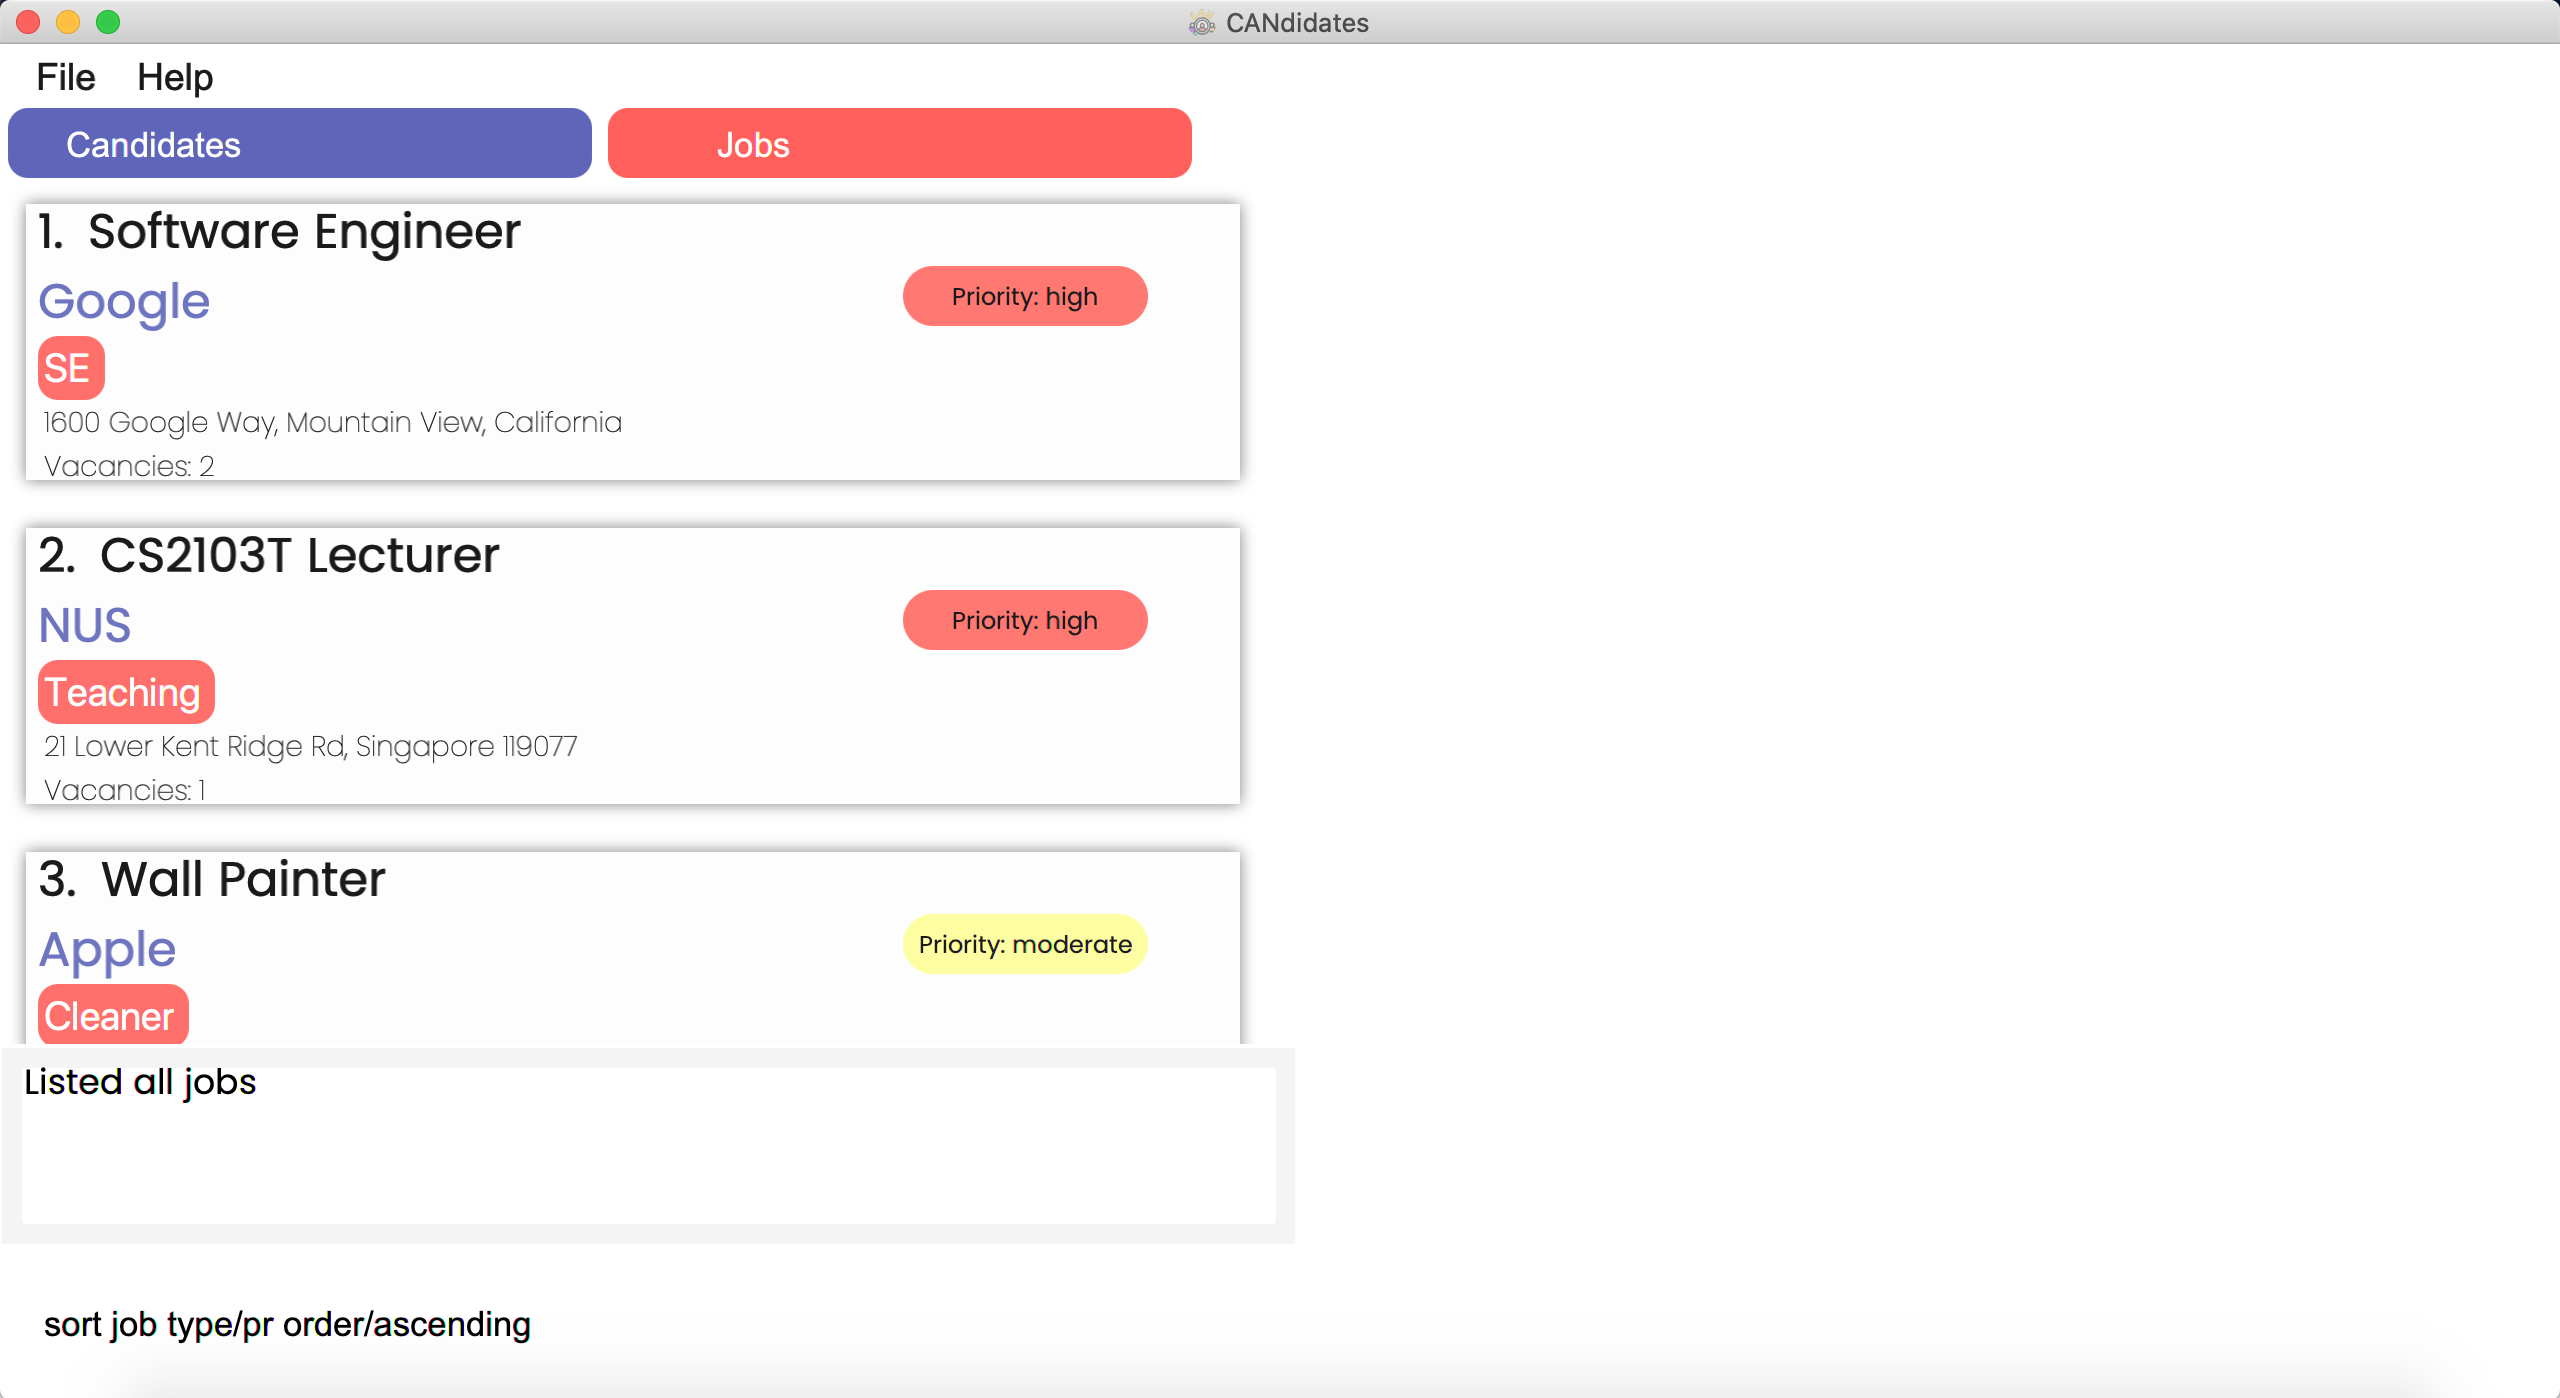 CANdidates
File Help
Candidates Jobs
1. Software Engineer
Google
Priority: high
SE
1600 Google Way, Mountain View, California
Vacancies: 2
2. CS2103T Lecturer
NUS
Priority: high
Teaching
21 Lower Kent Ridge Rd, Singapore 119077
Vacancies: 1
3. Wall Painter
Apple
Priority: moderate
Cleaner
Listed all jobs
sort job type/pr order/ascending